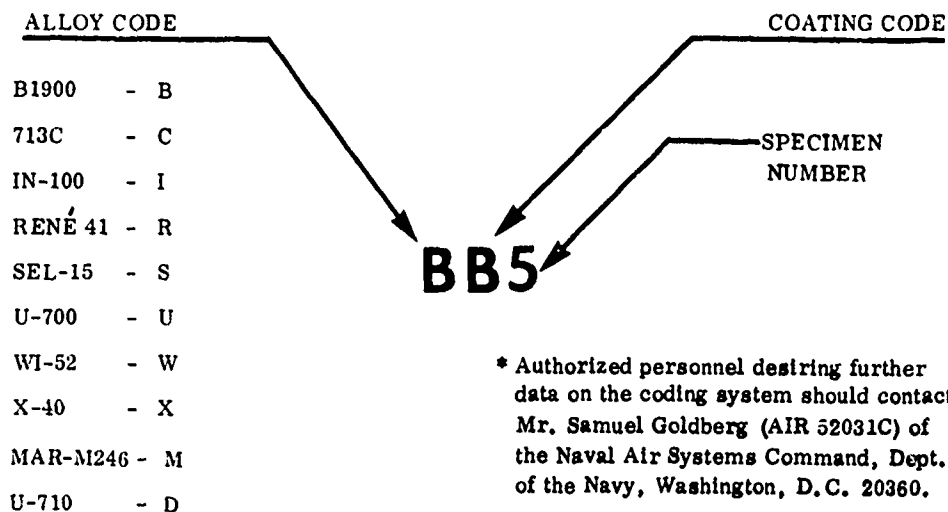 ALLOY CODE
COATING CODE
B1900 - B
713C - C
IN-100 - I
RENÉ 41 - R
SEL-15 - S
U-700 - U
WI-52 - W
X-40 - X
MAR-M246 - M
U-710 - D
SPECIMEN
NUMBER
BB5
* Authorized personnel desiring further
data on the coding system should contact
Mr. Samuel Goldberg (AIR 52031C) of
the Naval Air Systems Command, Dept.
of the Navy, Washington, D.C. 20360.